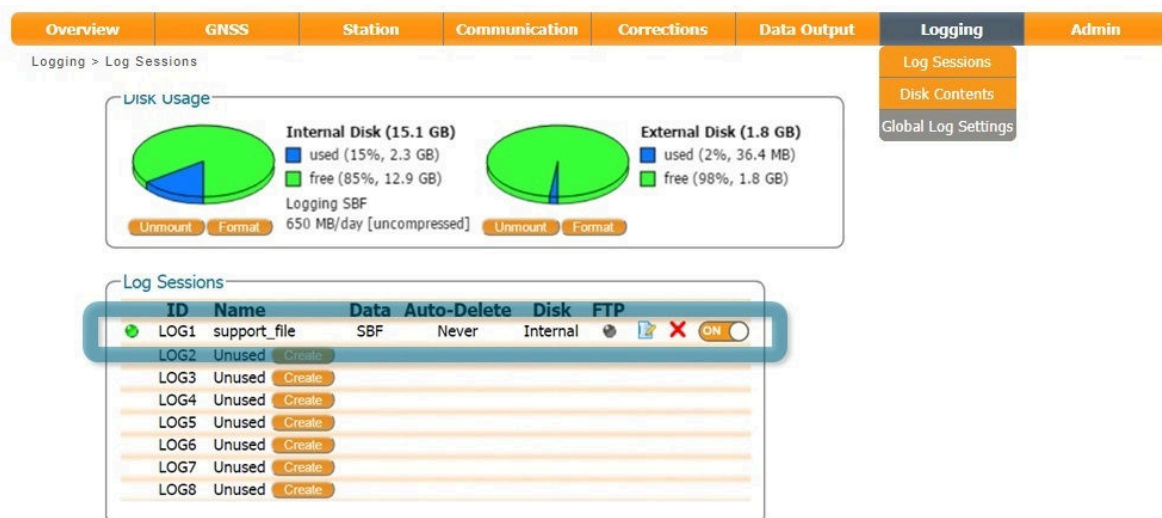 Overview GNSS Station Communication Corrections Data Output Logging Admin
Logging > Log Sessions
Log Sessions
Disk Contents
Global Log Settings
Disk Usage
Internal Disk (15.1 GB)
used (15%, 2.3 GB)
free (85%, 12.9 GB)
Logging SBF
650 MB/day [uncompressed]
Unmount Format
External Disk (1.8 GB)
used (2%, 36.4 MB)
free (98%, 1.8 GB)
Unmount Format
Log Sessions
ID Name Data Auto-Delete Disk FTP
LOG1 support_file SBF Never Internal ON
LOG2 Unused Create
LOG3 Unused Create
LOG4 Unused Create
LOG5 Unused Create
LOG6 Unused Create
LOG7 Unused Create
LOG8 Unused Create